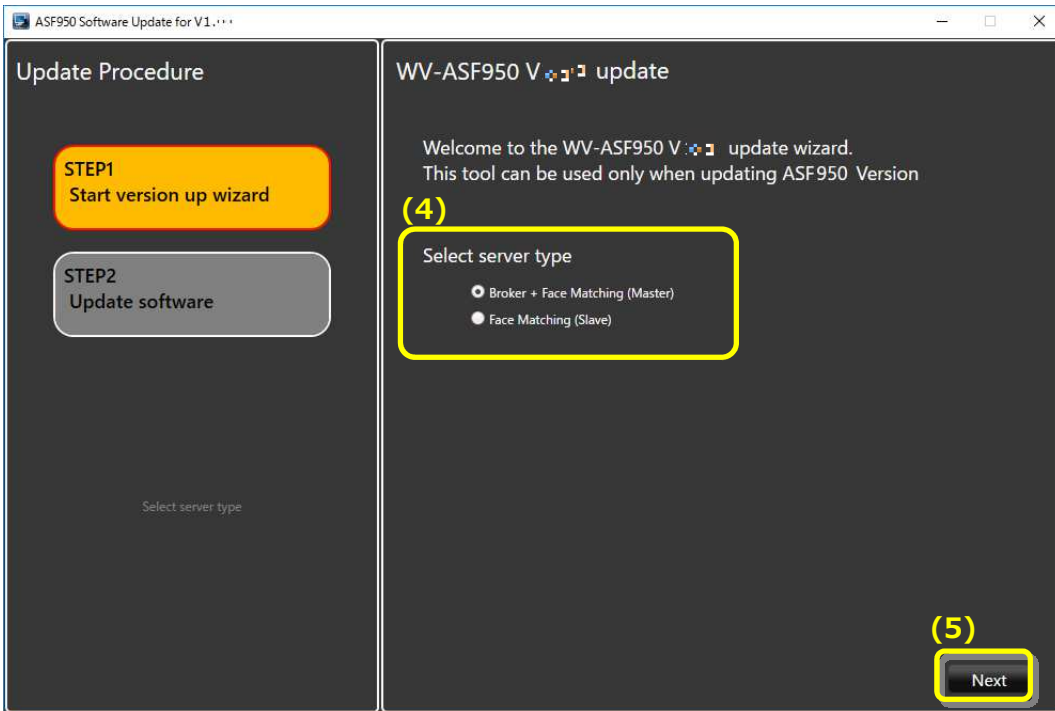 ASF950 Software Update for V1.
Update Procedure
STEP1
Start version up wizard
STEP2
Update software
Select server type
WV-ASF950 V update
Welcome to the WV-ASF950 V update wizard.
This tool can be used only when updating ASF950 Version
(4)
Select server type
Broker + Face Matching (Master)
Face Matching (Slave)
(5)
Next